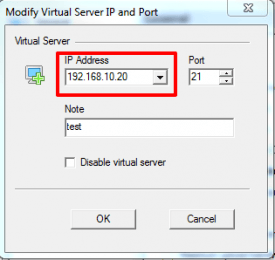 Modify Virtual Server IP and Port
Virtual Server
IP Address Port
192.168.10.20 21
Note
test
Disable virtual server
OK Cancel